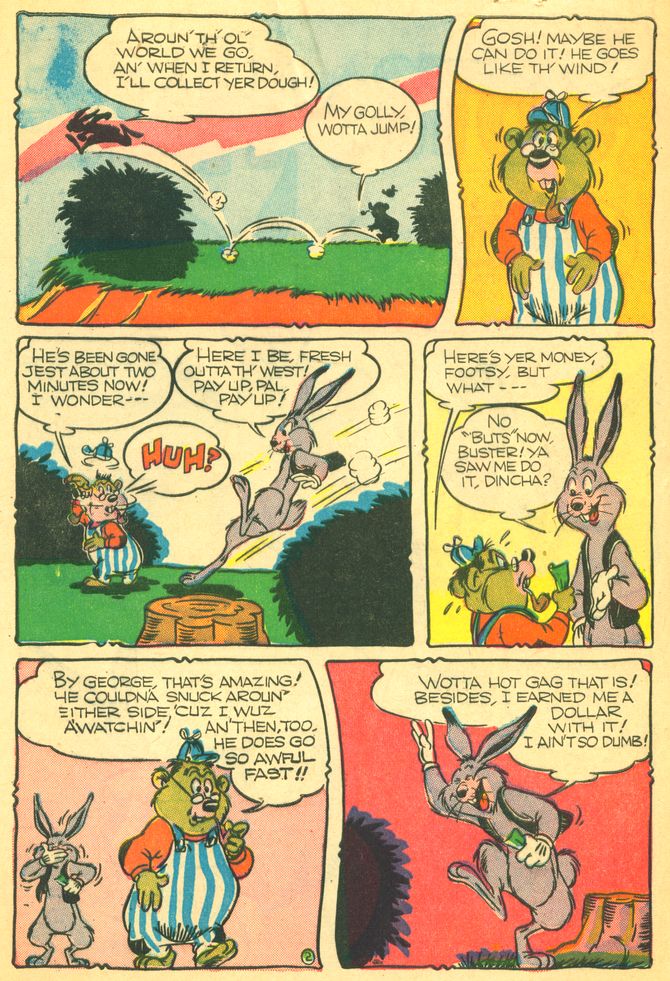 AROUN' TH' OL'
WORLD WE GO,
AN' WHEN I RETURN,
I'LL COLLECT YER DOUGH!
MY GOLLY,
WOTTA JUMP!
GOSH! MAYBE HE
CAN DO IT! HE GOES
LIKE TH' WIND!
HE'S BEEN GONE
JEST ABOUT TWO
MINUTES NOW!
I WONDER---
HUH?
HERE I BE, FRESH
OUTTA TH' WEST!
PAY UP, PAL,
PAY UP!
HERE'S YER MONEY,
FOOTSY, BUT
WHAT ---
NO
"BUTS" NOW,
BUSTER! YA
SAW ME DO
IT, DINCHA?
BY GEORGE, THAT'S AMAZING!
HE COULDN'A SNUCK AROUN'
EITHER SIDE, 'CUZ I WUZ
A'WATCHIN'! AN' THEN, TOO,
HE DOES GO
SO AWFUL
FAST!!
2
WOTTA HOT GAG THAT IS!
BESIDES, I EARNED ME A
DOLLAR
WITH IT!
I AIN'T SO DUMB!